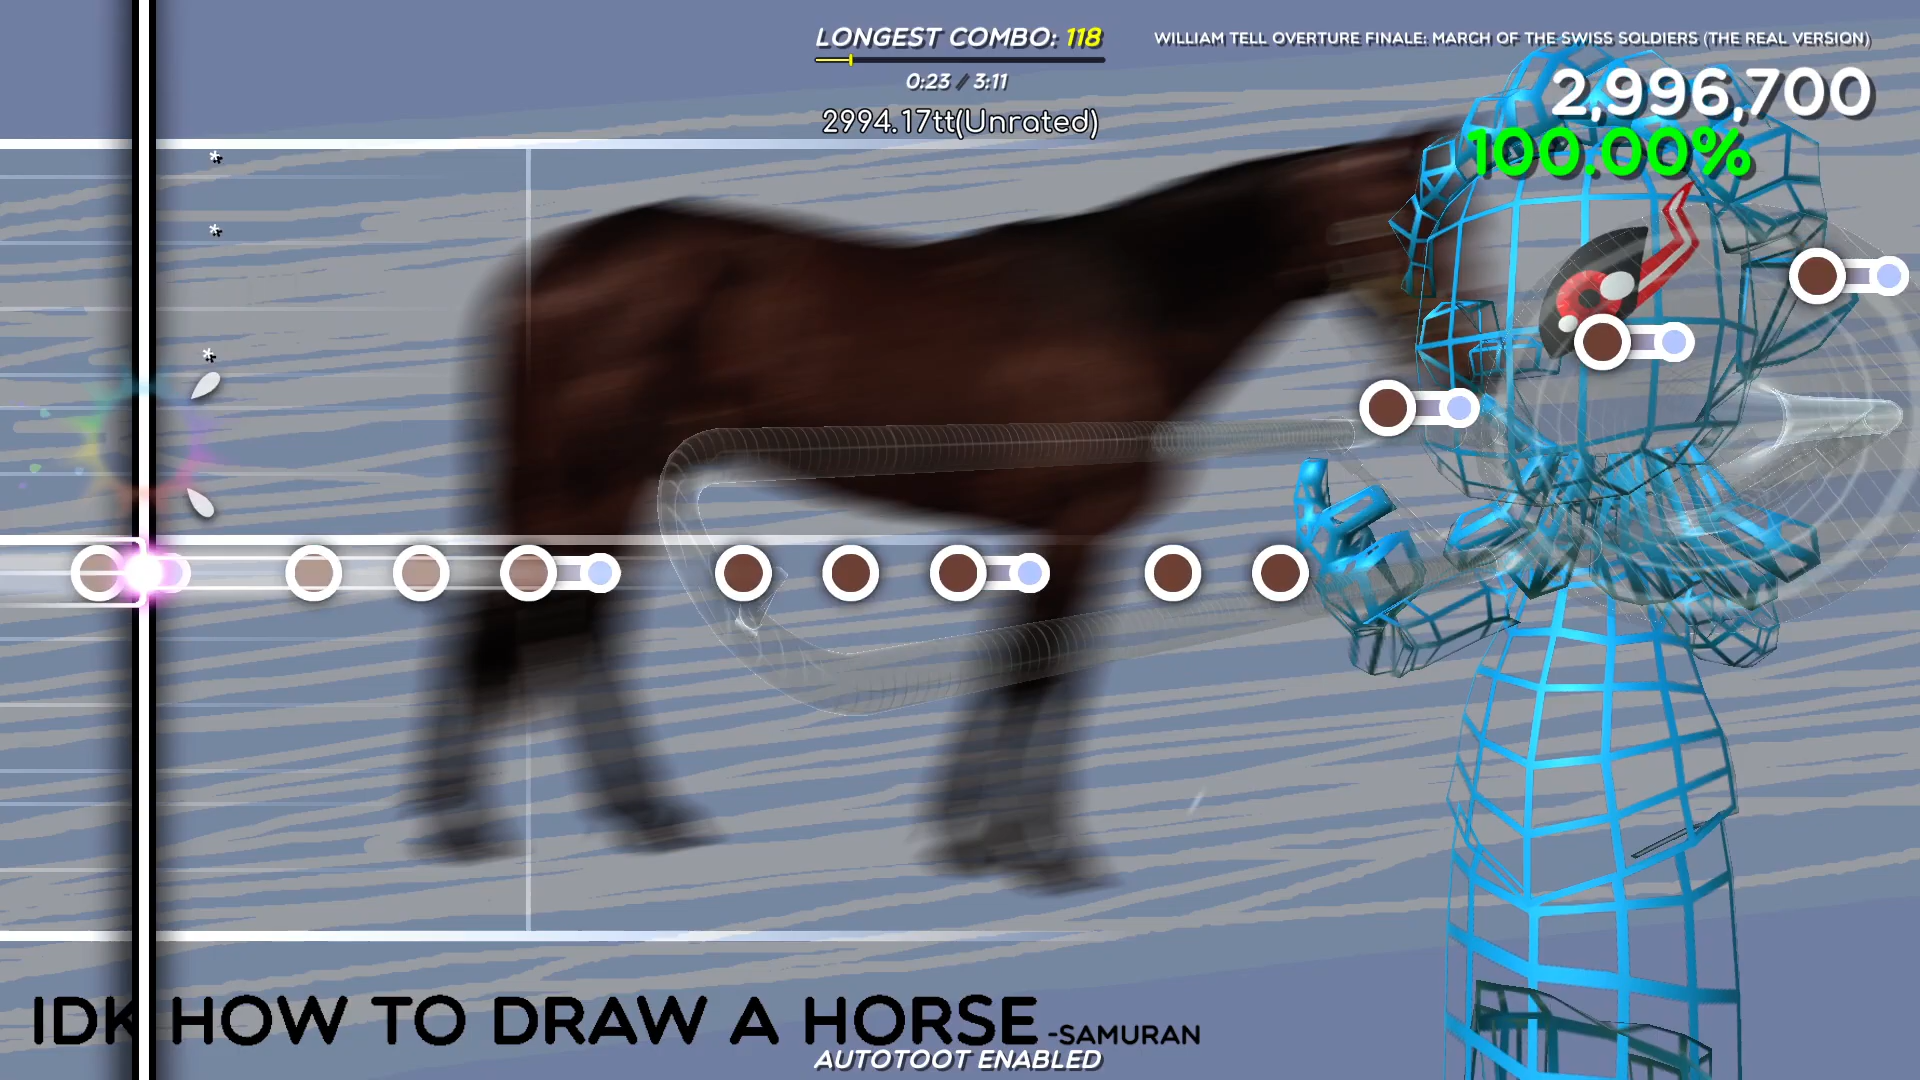 LONGEST COMBO: 118
0:23 / 3:11
2994.17tt(Unrated)
WILLIAM TELL OVERTURE FINALE: MARCH OF THE SWISS SOLDIERS (THE REAL VERSION)
2,996,700
100.00%
IDK HOW TO DRAW A HORSE -SAMURAN
AUTOTOOT ENABLED